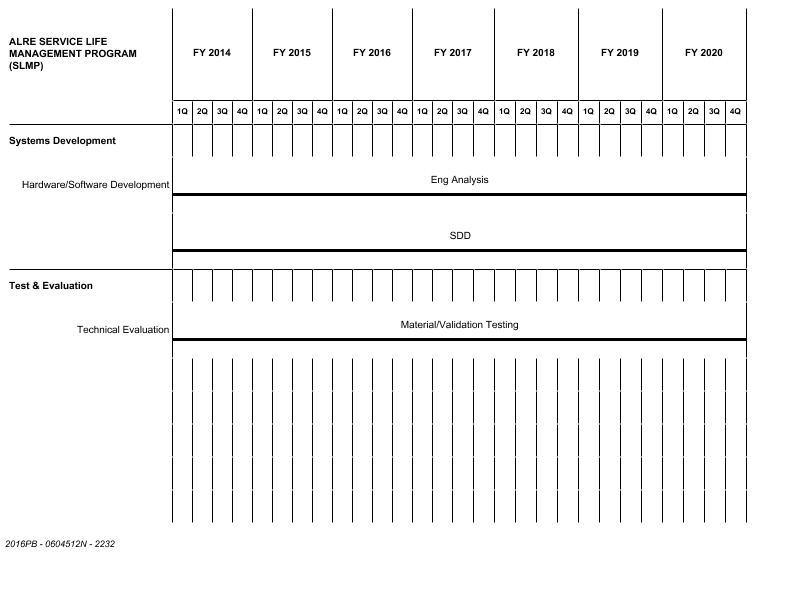 ALRE SERVICE LIFE
MANAGEMENT PROGRAM
(SLMP)
FY 2014 FY 2015 FY 2016 FY 2017 FY 2018 FY 2019 FY 2020
1Q 2Q 3Q 4Q 1Q 2Q 3Q 4Q 1Q 2Q 3Q 4Q 1Q 2Q 3Q 4Q 1Q 2Q 3Q 4Q 1Q 2Q 3Q 4Q 1Q 2Q 3Q 4Q
Systems Development
Hardware/Software Development
Eng Analysis
SDD
Test & Evaluation
Technical Evaluation
Material/Validation Testing
2016PB - 0604512N - 2232